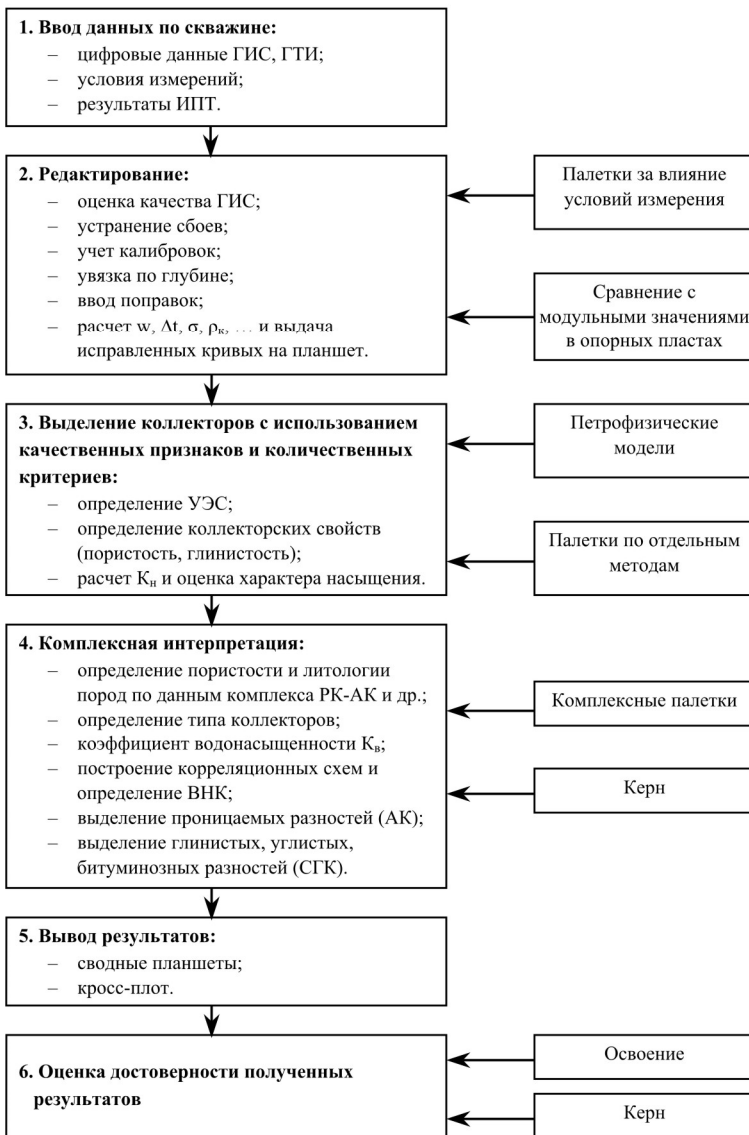 1. Ввод данных по скважине:
– цифровые данные ГИС, ГТИ;
– условия измерений;
– результаты ИПТ.
2. Редактирование:
– оценка качества ГИС;
– устранение сбоев;
– учет калибровок;
– увязка по глубине;
– ввод поправок;
– расчет w, Δt, σ, ρк, … и выдача
исправленных кривых на планшет.
Палетки за влияние
условий измерения
Сравнение с
модульными значениями
в опорных пластах
3. Выделение коллекторов с использованием
качественных признаков и количественных
критериев:
– определение УЭС;
– определение коллекторских свойств
(пористость, глинистость);
– расчет Кн и оценка характера насыщения.
Петрофизические
модели
Палетки по отдельным
методам
4. Комплексная интерпретация:
– определение пористости и литологии
пород по данным комплекса РК-АК и др.;
– определение типа коллекторов;
– коэффициент водонасыщенности Кв;
– построение корреляционных схем и
определение ВНК;
– выделение проницаемых разностей (АК);
– выделение глинистых, углистых,
битуминозных разностей (СГК).
Комплексные палетки
Керн
5. Вывод результатов:
– сводные планшеты;
– кросс-плот.
6. Оценка достоверности полученных
результатов
Освоение
Керн